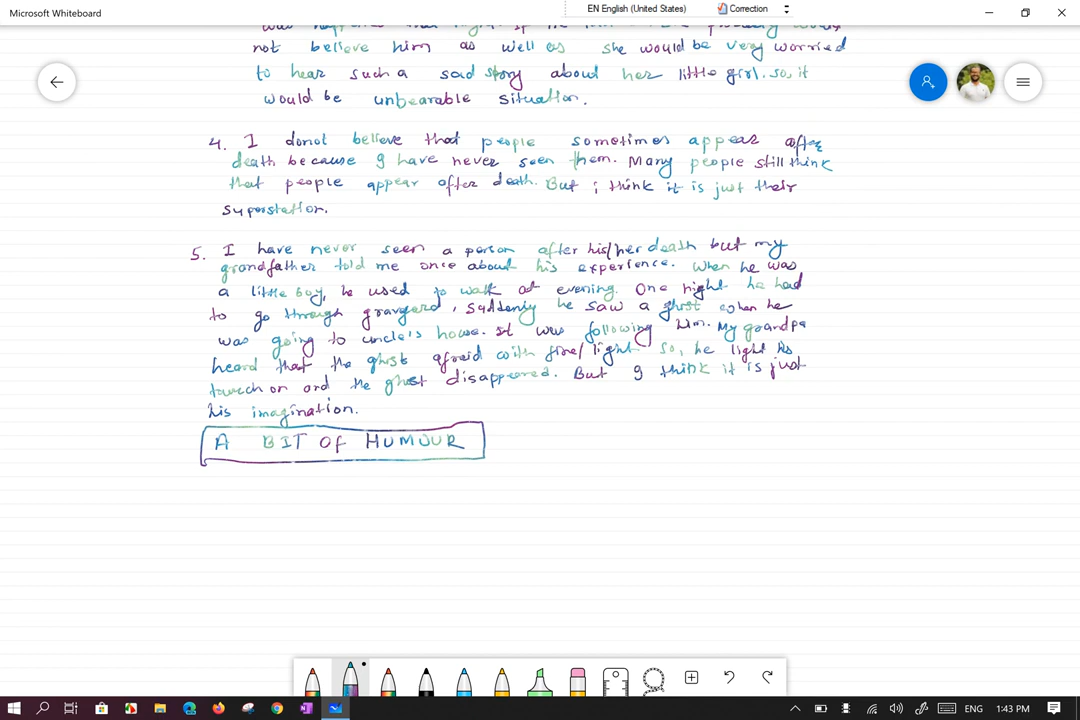 Microsoft Whiteboard
EN English (United States)
Correction
not believe him as well as she would be very worried
to hear such a sad story about her little girl. so, it
would be unbearable situation.
4. I donot believe that people sometimes appear after
death because I have never seen them. Many people still think
that people appear after death. But i think it is just their
superstation.
5. I have never seen a person after his/her death but my
grandfather told me once about his experience. When he was
a little boy, he used to walk at evening. One night he had
to go through gravyard, suddenly he saw a ghost when he
was going to uncle's house. It was following him. My grandpa
heard that the ghost afraid with fire/light. So, he light his
on and the ghost disappeared. But I think it is just
his imagination.
A BIT OF HUMOUR
ENG
1:43 PM